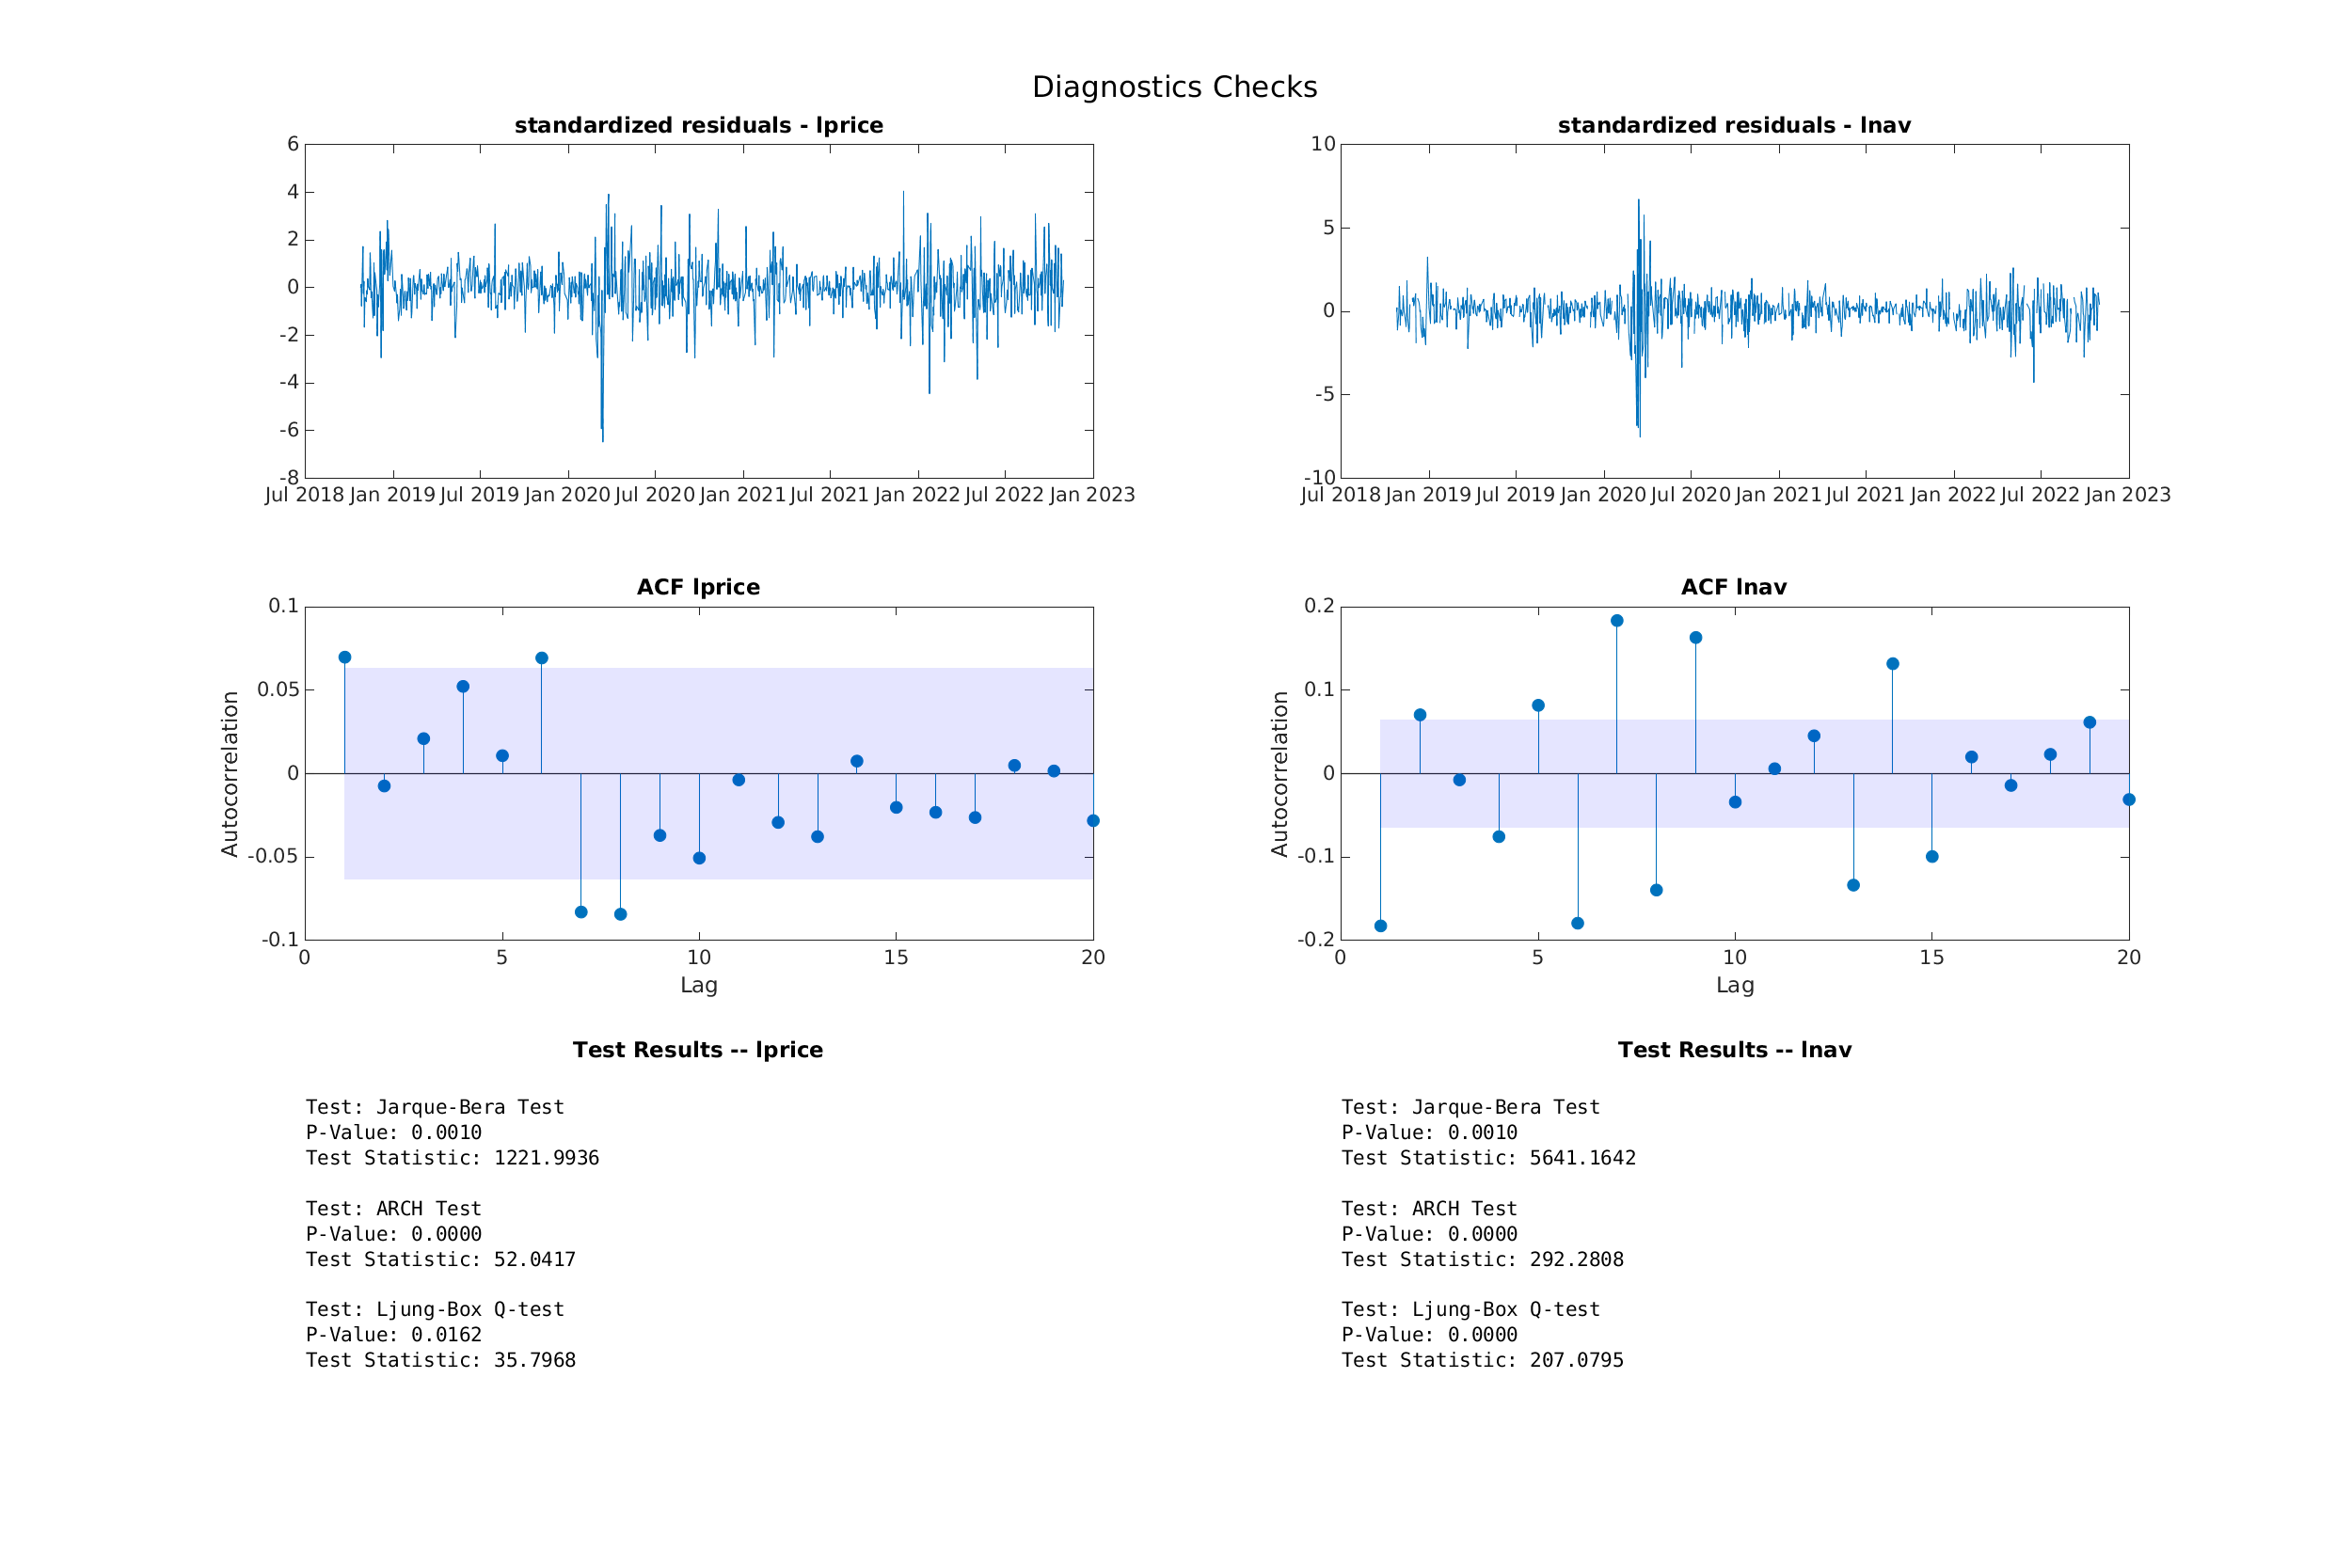 Diagnostics Checks
standardized residuals - lprice
6
4
2
0
-2
-4
-6
-8
Jul 2018 Jan 2019 Jul 2019 Jan 2020 Jul 2020 Jan 2021 Jul 2021 Jan 2022 Jul 2022 Jan 2023
standardized residuals - lnav
10
5
0
-5
-10
Jul 2018 Jan 2019 Jul 2019 Jan 2020 Jul 2020 Jan 2021 Jul 2021 Jan 2022 Jul 2022 Jan 2023
ACF lprice
Autocorrelation
0.1
0.05
0
-0.05
-0.1
0 5 10 15 20
Lag
ACF lnav
Autocorrelation
0.2
0.1
0
-0.1
-0.2
0 5 10 15 20
Lag
Test Results -- lprice
Test: Jarque-Bera Test
P-Value: 0.0010
Test Statistic: 1221.9936
Test: ARCH Test
P-Value: 0.0000
Test Statistic: 52.0417
Test: Ljung-Box Q-test
P-Value: 0.0162
Test Statistic: 35.7968
Test Results -- lnav
Test: Jarque-Bera Test
P-Value: 0.0010
Test Statistic: 5641.1642
Test: ARCH Test
P-Value: 0.0000
Test Statistic: 292.2808
Test: Ljung-Box Q-test
P-Value: 0.0000
Test Statistic: 207.0795